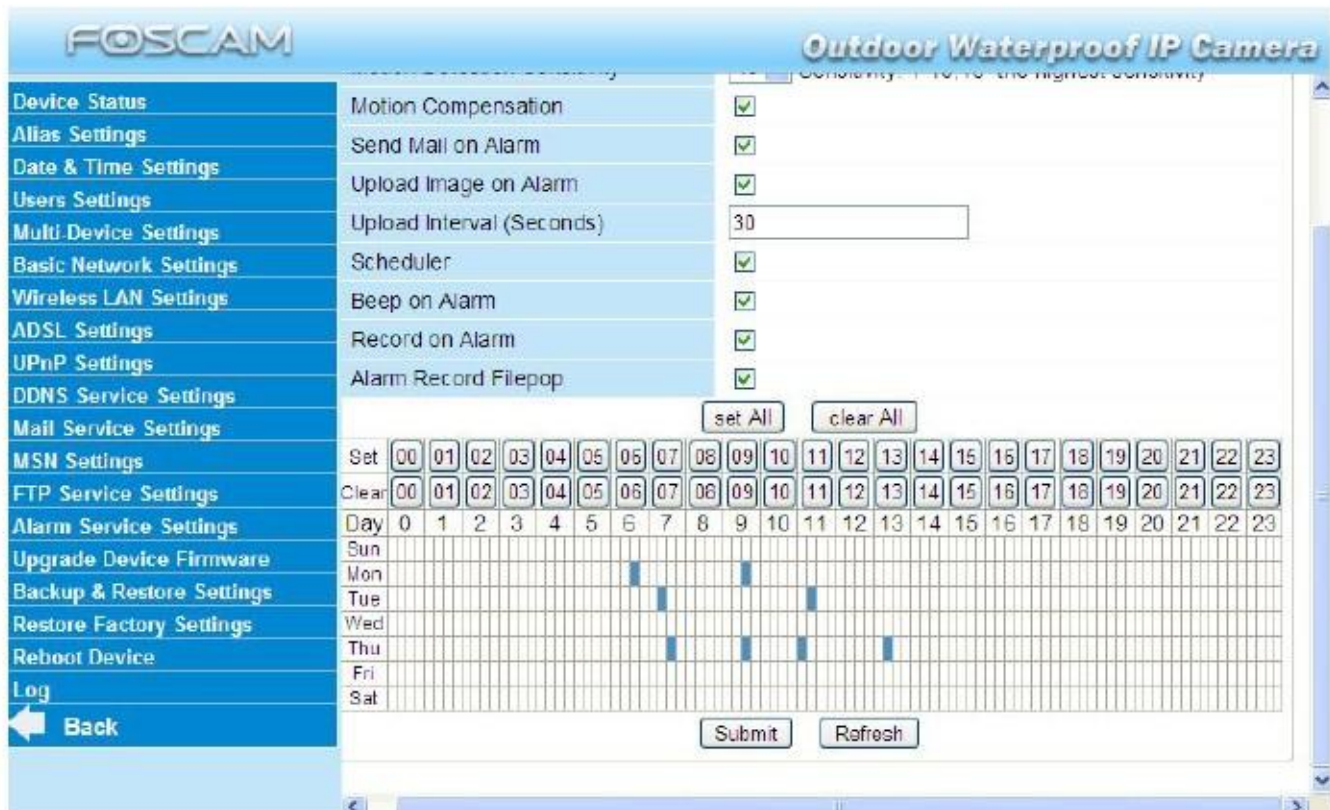 FOSCAM
Outdoor Waterproof IP Camera
Device Status
Alias Settings
Date & Time Settings
Users Settings
Multi-Device Settings
Basic Network Settings
Wireless LAN Settings
ADSL Settings
UPnP Settings
DDNS Service Settings
Mail Service Settings
MSN Settings
FTP Service Settings
Alarm Service Settings
Upgrade Device Firmware
Backup & Restore Settings
Restore Factory Settings
Reboot Device
Log
Back
Motion Compensation
Send Mail on Alarm
Upload Image on Alarm
Upload Interval (Seconds) 30
Scheduler
Beep on Alarm
Record on Alarm
Alarm Record Filepop
set All clear All
Set 00 01 02 03 04 05 06 07 08 09 10 11 12 13 14 15 16 17 18 19 20 21 22 23
Clear 00 01 02 03 04 05 06 07 08 09 10 11 12 13 14 15 16 17 18 19 20 21 22 23
Day 0 1 2 3 4 5 6 7 8 9 10 11 12 13 14 15 16 17 18 19 20 21 22 23
Sun
Mon
Tue
Wed
Thu
Fri
Sat
Submit Refresh